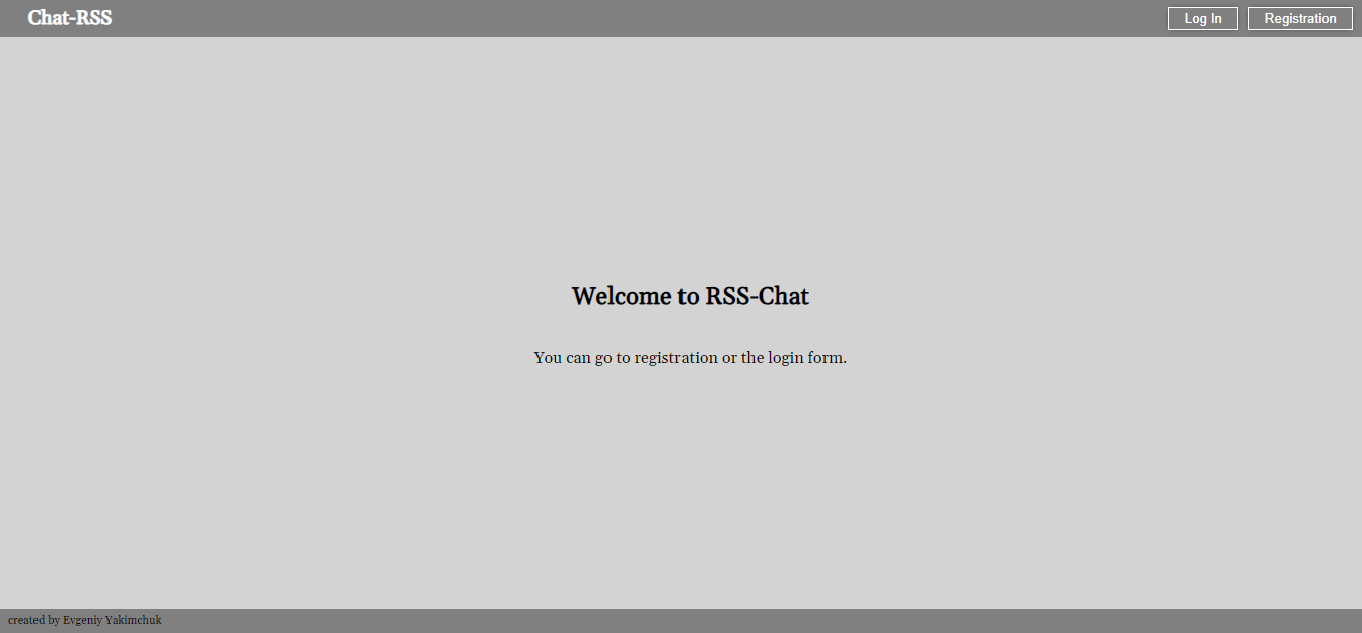 Chat-RSS
Log In
Registration
Welcome to RSS-Chat
You can go to registration or the login form.
created by Evgeniy Yakimchuk